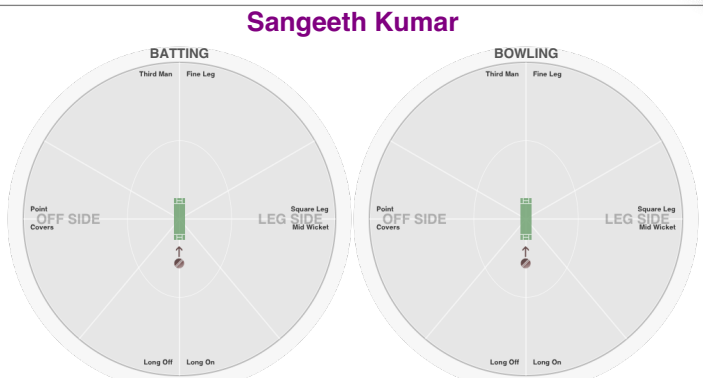 Sangeeth Kumar
BATTING
Third Man Fine Leg
Point
OFF SIDE
Covers
Square Leg
LEG SIDE
Mid Wicket
Long Off Long On
BOWLING
Third Man Fine Leg
Point
OFF SIDE
Covers
Square Leg
LEG SIDE
Mid Wicket
Long Off Long On